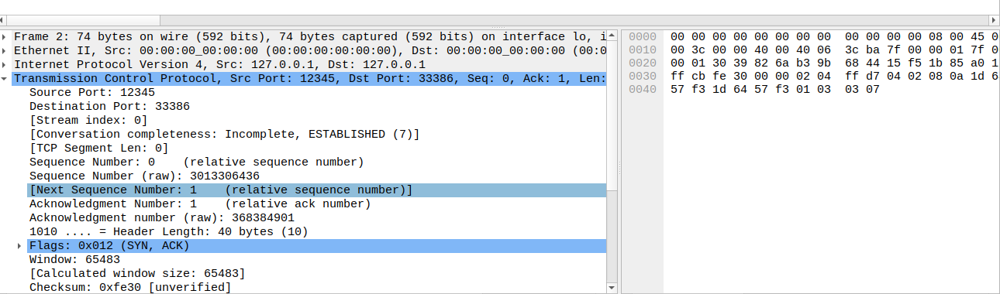 Frame 2: 74 bytes on wire (592 bits), 74 bytes captured (592 bits) on interface lo, i
Ethernet II, Src: 00:00:00_00:00:00 (00:00:00:00:00:00), Dst: 00:00:00_00:00:00 (00:0
Internet Protocol Version 4, Src: 127.0.0.1, Dst: 127.0.0.1
Transmission Control Protocol, Src Port: 12345, Dst Port: 33386, Seq: 0, Ack: 1, Len:
Source Port: 12345
Destination Port: 33386
[Stream index: 0]
[Conversation completeness: Incomplete, ESTABLISHED (7)]
[TCP Segment Len: 0]
Sequence Number: 0    (relative sequence number)
Sequence Number (raw): 3013306436
[Next Sequence Number: 1    (relative sequence number)]
Acknowledgment Number: 1    (relative ack number)
Acknowledgment number (raw): 368384901
1010 .... = Header Length: 40 bytes (10)
Flags: 0x012 (SYN, ACK)
Window: 65483
[Calculated window size: 65483]
Checksum: 0xfe30 [unverified]
0000 00 00 00 00 00 00 00 00  00 00 00 00 08 00 45 0
0010 00 3c 00 00 40 00 40 06  3c ba 7f 00 00 01 7f 0
0020 00 01 30 39 82 6a b3 9b  68 44 15 f5 1b 85 a0 1
0030 ff cb fe 30 00 00 02 04  ff d7 04 02 08 0a 1d 6
0040 57 f3 1d 64 57 f3 01 03  03 07